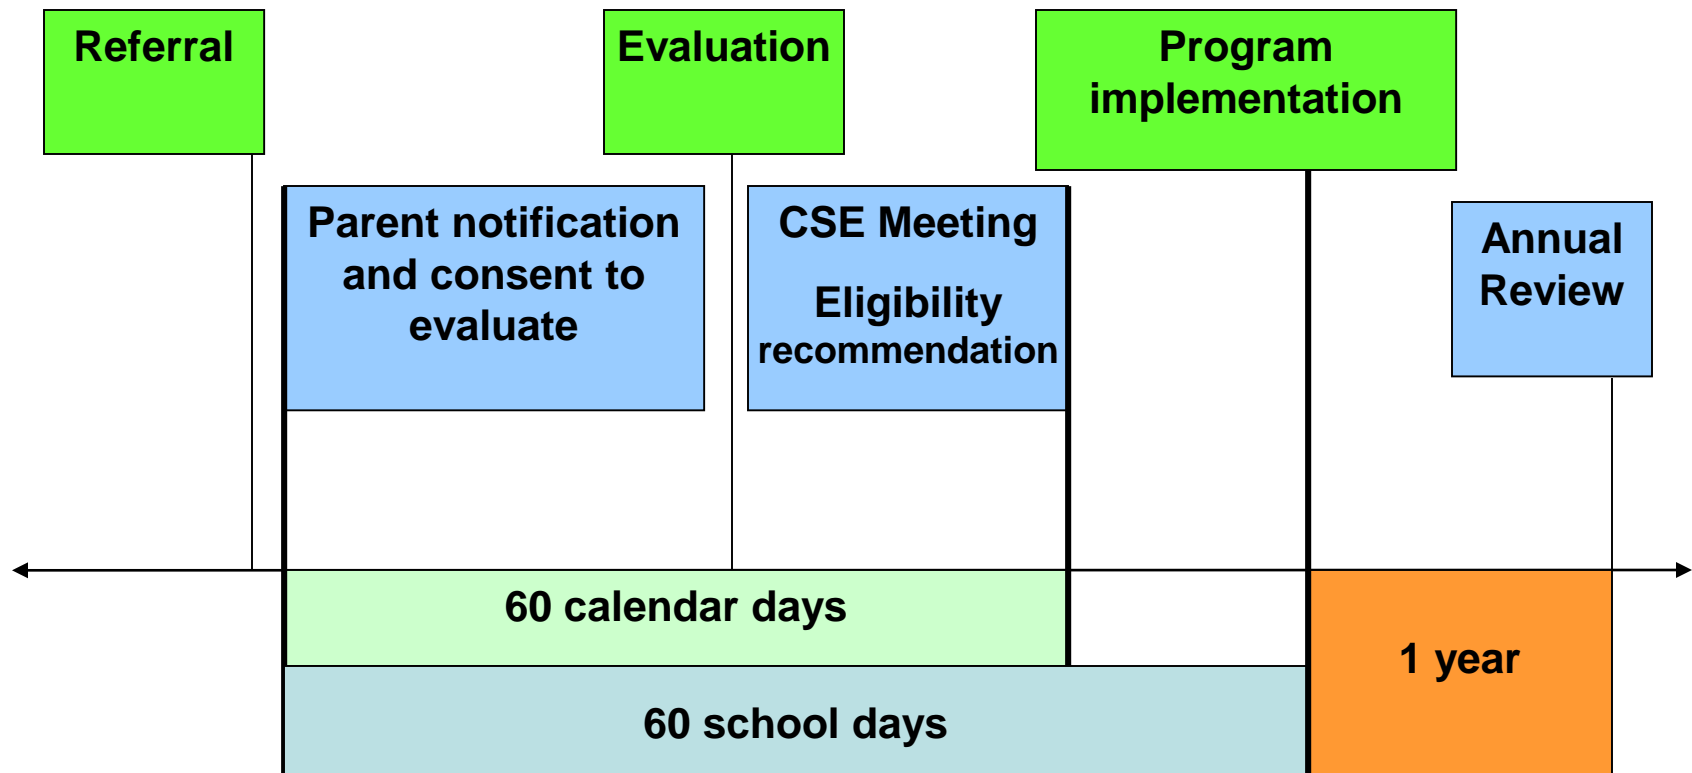 Referral
Evaluation
Program
implementation
Parent notification
and consent to
evaluate
CSE Meeting
Eligibility
recommendation
Annual
Review
60 calendar days
1 year
60 school days